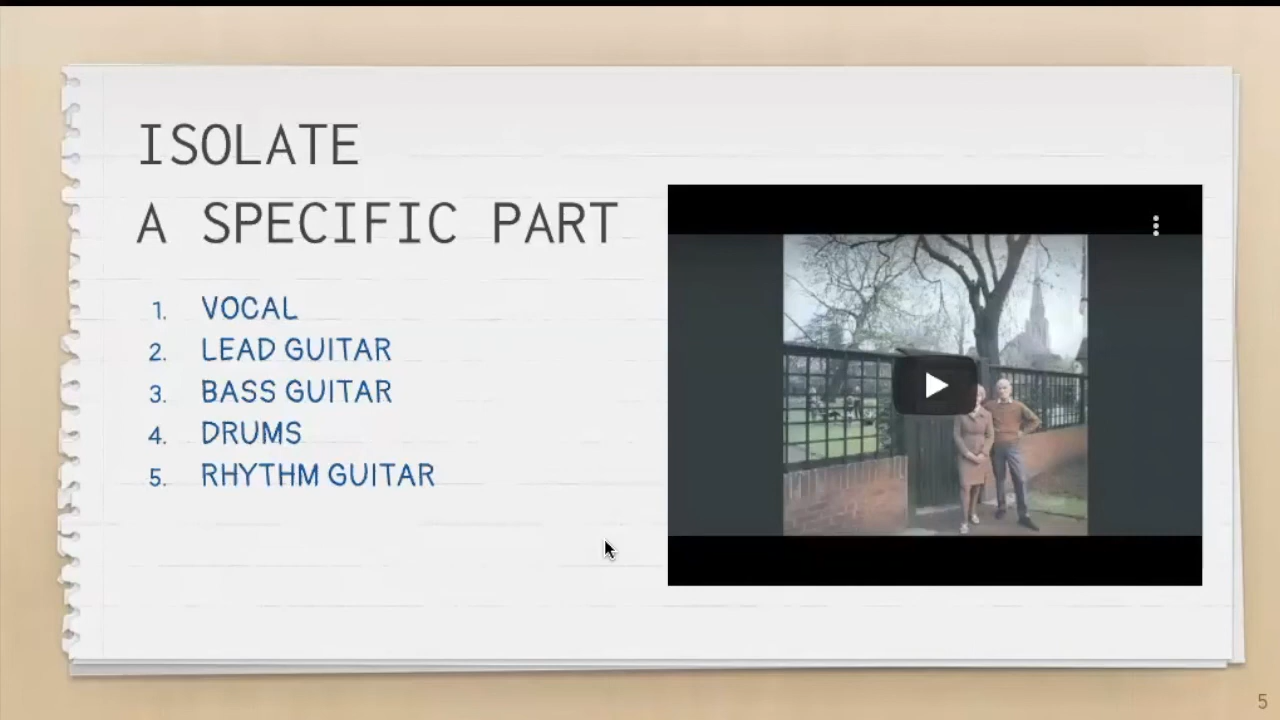 ISOLATE
A SPECIFIC PART
1. VOCAL
2. LEAD GUITAR
3. BASS GUITAR
4. DRUMS
5. RHYTHM GUITAR
5